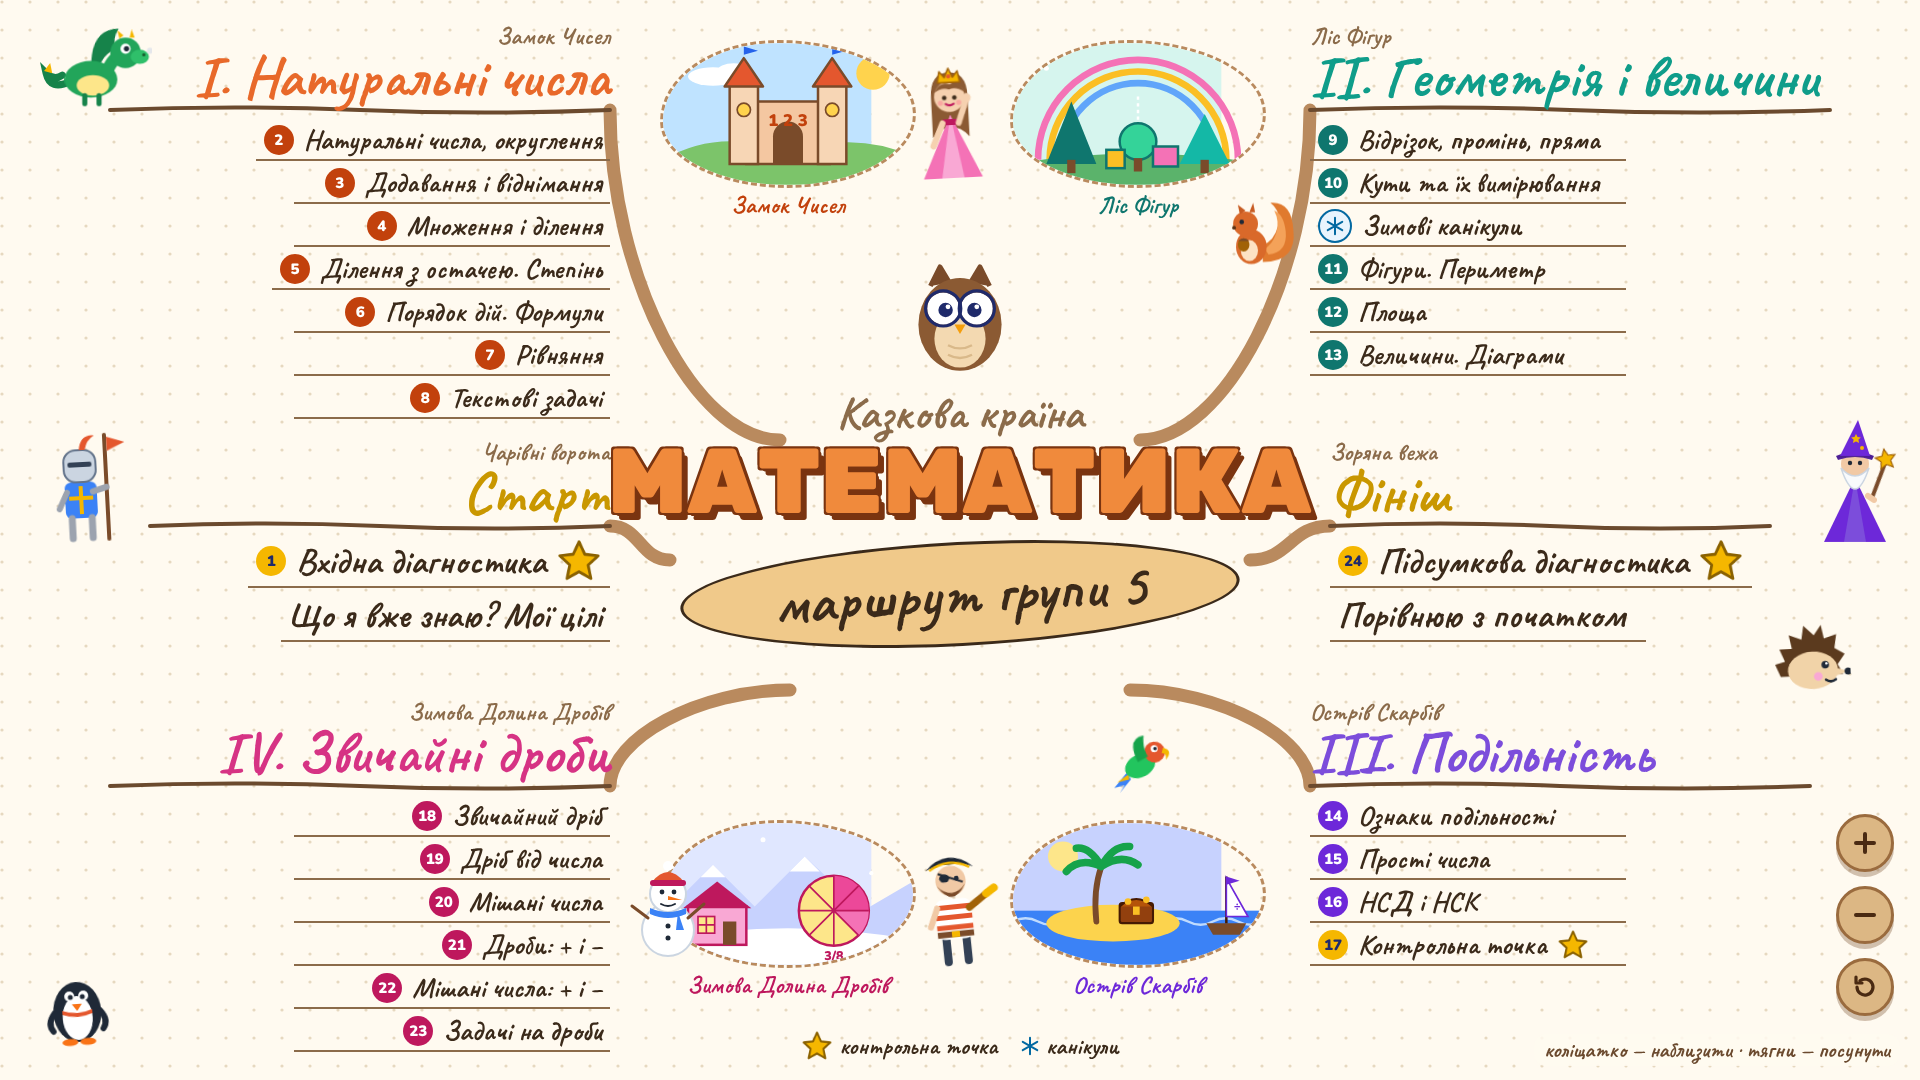 Замок Чисел
I. Натуральні числа
2 Натуральні числа, округлення
3 Додавання і віднімання
4 Множення і ділення
5 Ділення з остачею. Степінь
6 Порядок дій. Формули
7 Рівняння
8 Текстові задачі
1 2 3
Замок Чисел
Ліс Фігур
Ліс Фігур
II. Геометрія і величини
9 Відрізок, промінь, пряма
10 Кути та їх вимірювання
Зимові канікули
11 Фігури. Периметр
12 Площа
13 Величини. Діаграми
Казкова країна
МАТЕМАТИКА
маршрут групи 5
Чарівні ворота
Старт
1 Вхідна діагностика
Що я вже знаю? Мої цілі
Зоряна вежа
Фініш
24 Підсумкова діагностика
Порівнюю з початком
Зимова Долина Дробів
IV. Звичайні дроби
18 Звичайний дріб
19 Дріб від числа
20 Мішані числа
21 Дроби: + і −
22 Мішані числа: + і −
23 Задачі на дроби
3/8
Зимова Долина Дробів
÷
Острів Скарбів
Острів Скарбів
III. Подільність
14 Ознаки подільності
15 Прості числа
16 НСД і НСК
17 Контрольна точка
+
−
контрольна точка
канікули
коліщатко — наблизити · тягни — посунути